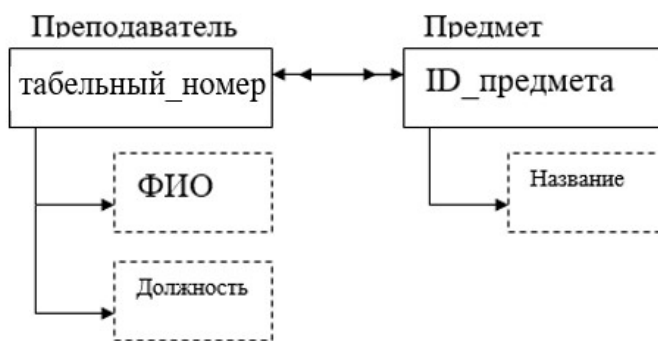 Преподаватель
Предмет
табельный_номер
ID_предмета
ФИО
Название
Должность